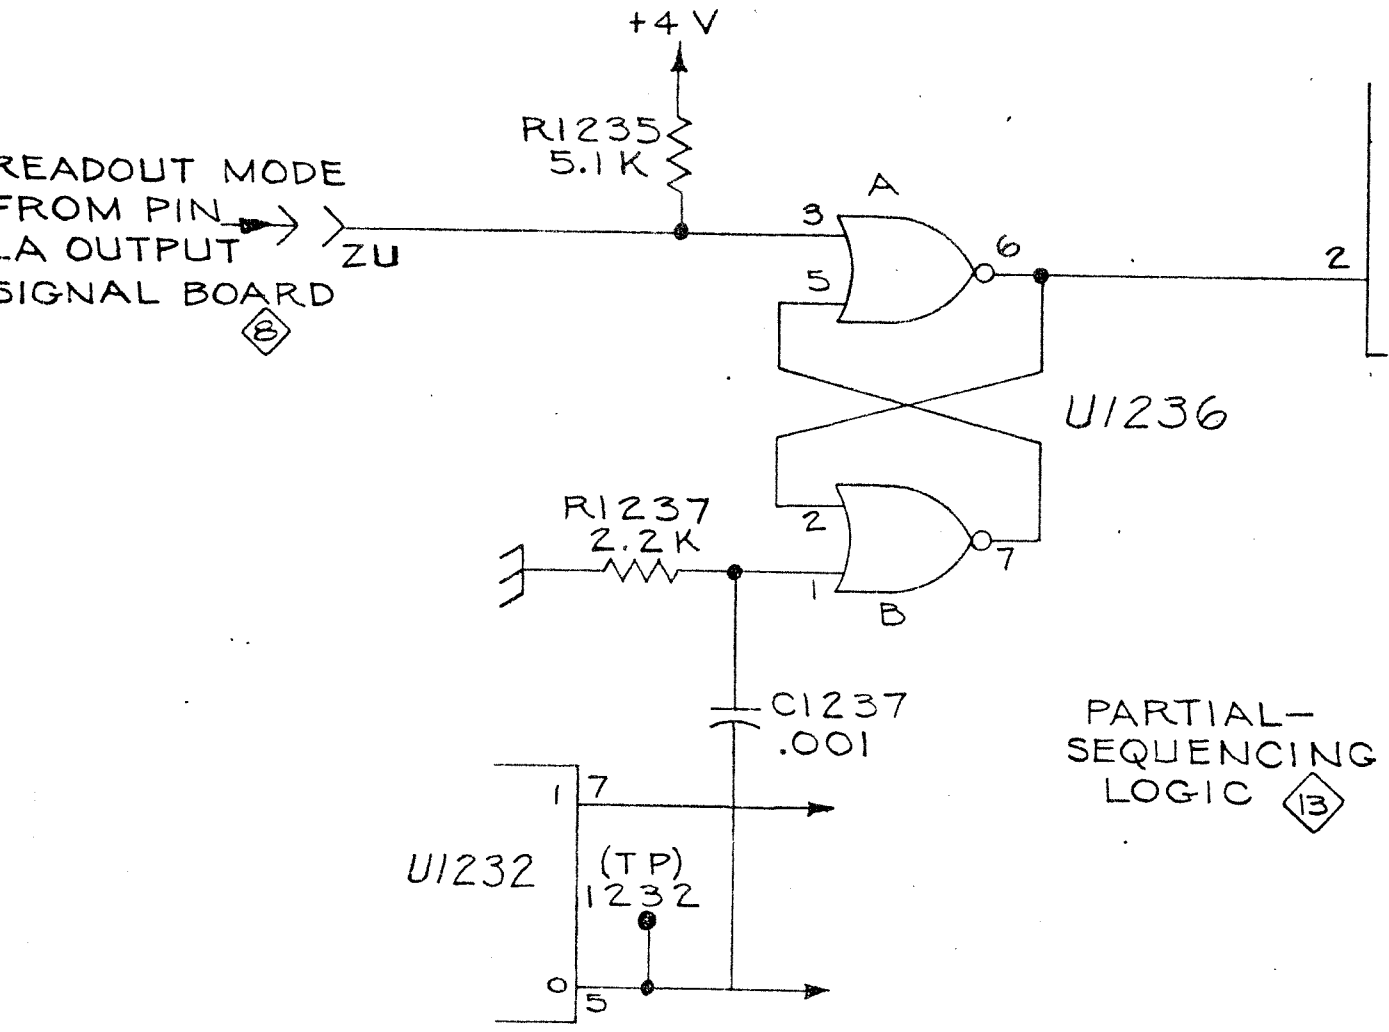 +4 V
R1235
5.1 K
READOUT MODE
FROM PIN
LA OUTPUT
SIGNAL BOARD
8
ZU
3
A
5
6
2
U1236
R1237
2.2K
2
1
7
B
C1237
.001
PARTIAL-
SEQUENCING
LOGIC 13
1
7
U1232
(TP)
1232
0
5